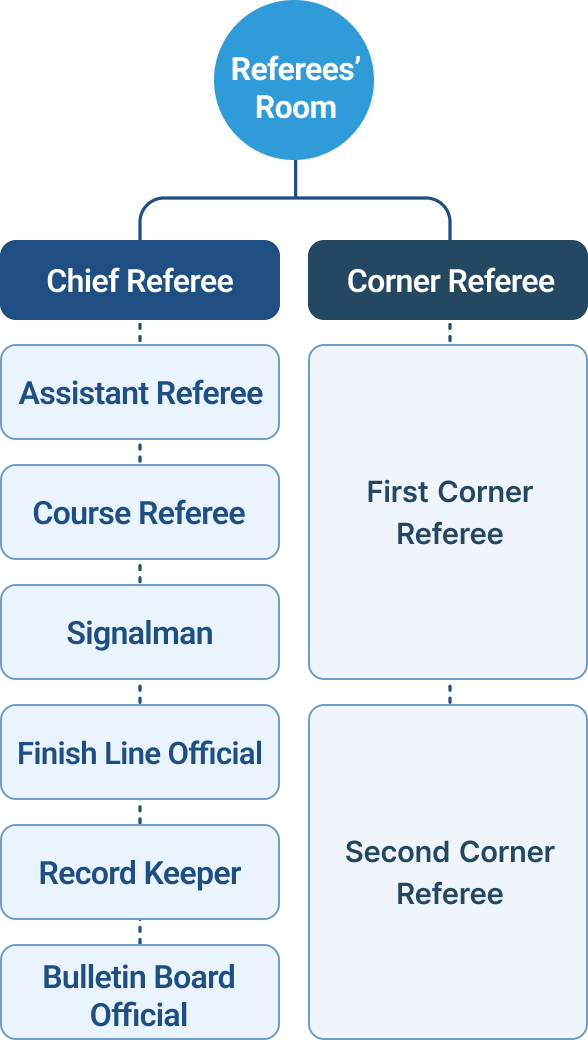 Referees’
Room
Chief Referee
Corner Referee
Assistant Referee
Course Referee
Signalman
Finish Line Official
Record Keeper
Bulletin Board
Official
First Corner
Referee
Second Corner
Referee